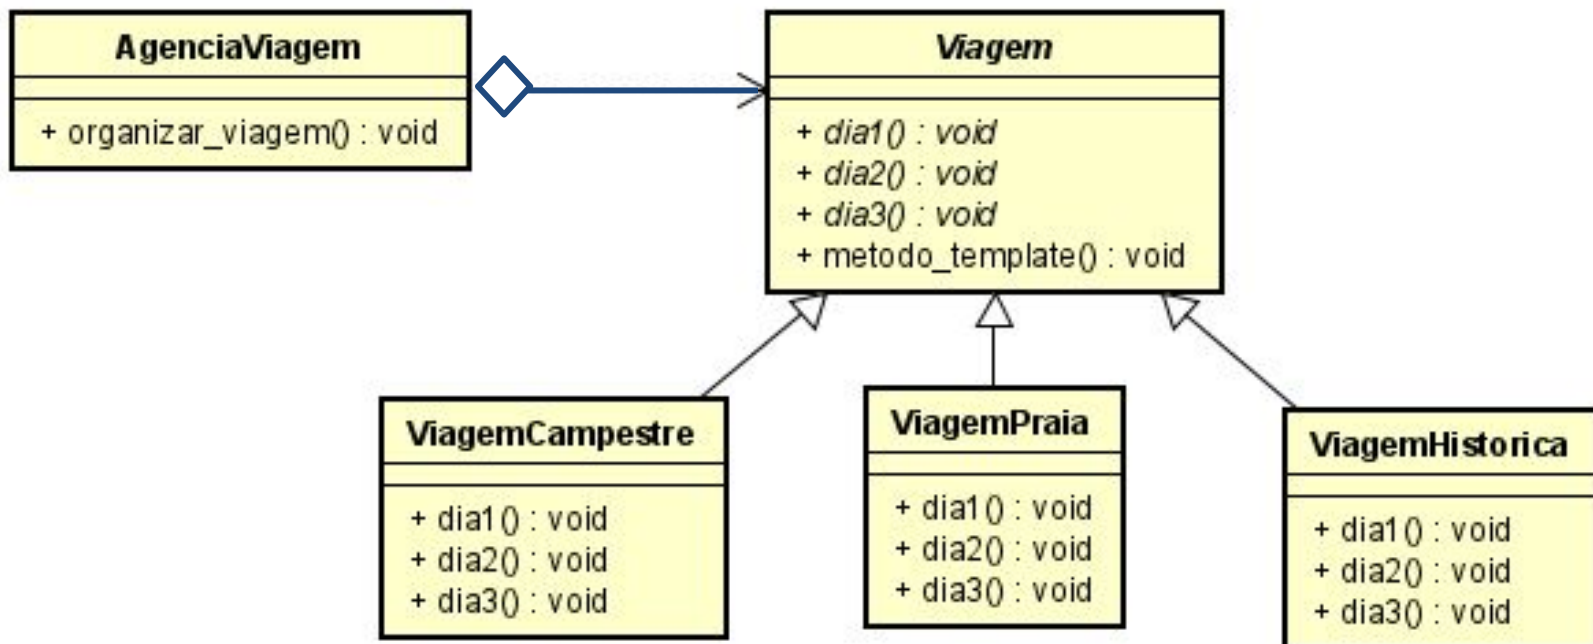 AgenciaViagem
+ organizar_viagem() : void
Viagem
+ dia1() : void
+ dia2() : void
+ dia3() : void
+ metodo_template() : void
ViagemCampestre
+ dia1() : void
+ dia2() : void
+ dia3() : void
ViagemPraia
+ dia1() : void
+ dia2() : void
+ dia3() : void
ViagemHistorica
+ dia1() : void
+ dia2() : void
+ dia3() : void